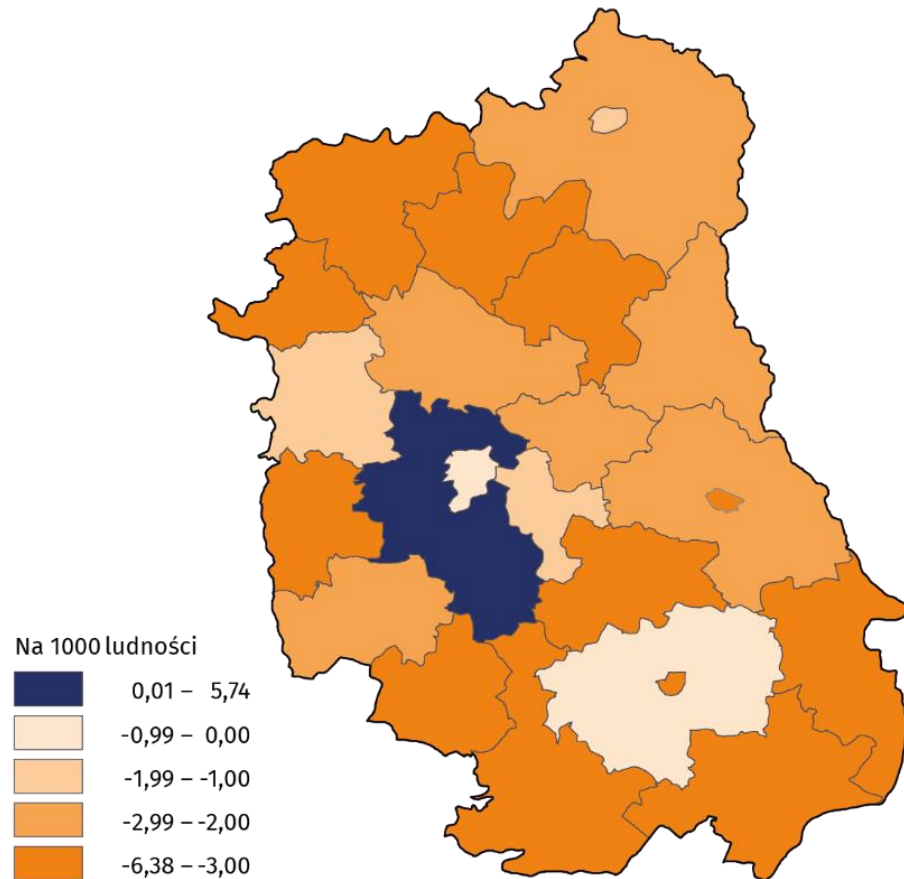 Na 1000 ludności
0,01 – 5,74
-0,99 – 0,00
-1,99 – -1,00
-2,99 – -2,00
-6,38 – -3,00